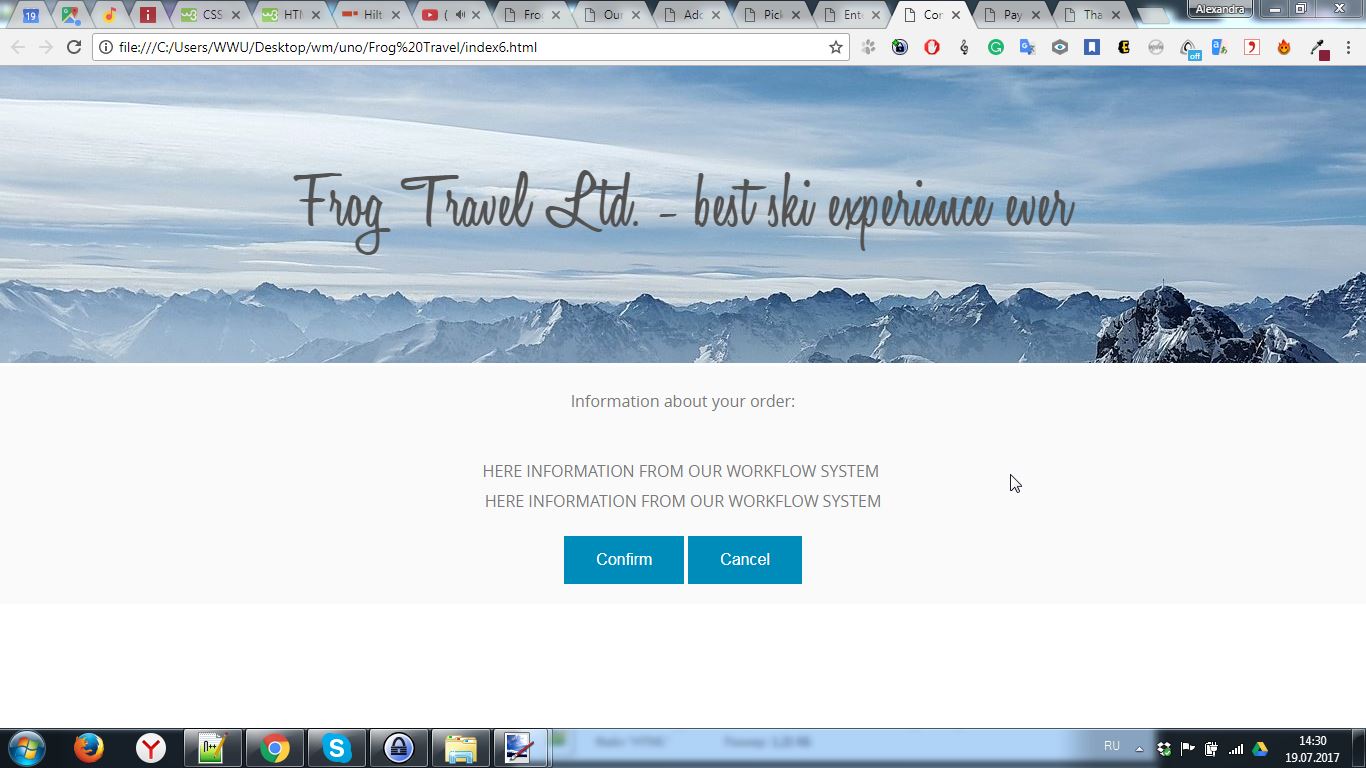 19
CSS
HTM
Hilt
(
Fro
Our
Add
Pick
Ente
Con
Pay
Tha
Alexandra
file:///C:/Users/WWU/Desktop/wm/uno/Frog%20Travel/index6.html
off
Frog Travel Ltd. - best ski experience ever
Information about your order:
HERE INFORMATION FROM OUR WORKFLOW SYSTEM
HERE INFORMATION FROM OUR WORKFLOW SYSTEM
Confirm
Cancel
RU
14:30
19.07.2017